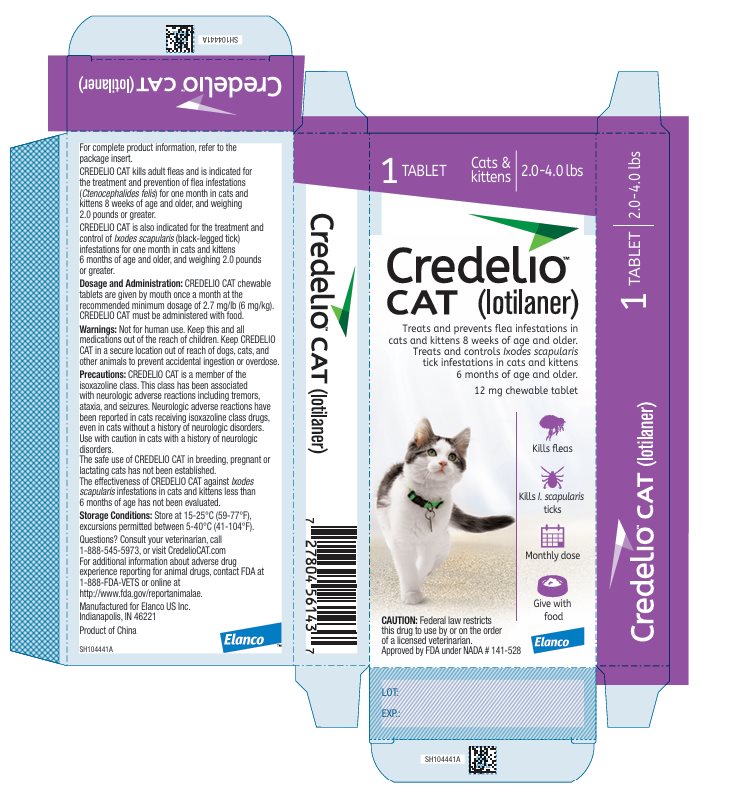 SH104441A
Credelio™ CAT (lotilaner)
For complete product information, refer to the
package insert.
CREDELIO CAT kills adult fleas and is indicated for
the treatment and prevention of flea infestations
(Ctenocephalides felis) for one month in cats and
kittens 8 weeks of age and older, and weighing
2.0 pounds or greater.
CREDELIO CAT is also indicated for the treatment and
control of Ixodes scapularis (black-legged tick)
infestations for one month in cats and kittens
6 months of age and older, and weighing 2.0 pounds
or greater.
Dosage and Administration: CREDELIO CAT chewable
tablets are given by mouth once a month at the
recommended minimum dosage of 2.7 mg/lb (6 mg/kg).
CREDELIO CAT must be administered with food.
Warnings: Not for human use. Keep this and all
medications out of the reach of children. Keep CREDELIO
CAT in a secure location out of reach of dogs, cats, and
other animals to prevent accidental ingestion or overdose.
Precautions: CREDELIO CAT is a member of the
isoxazoline class. This class has been associated
with neurologic adverse reactions including tremors,
ataxia, and seizures. Neurologic adverse reactions have
been reported in cats receiving isoxazoline class drugs,
even in cats without a history of neurologic disorders.
Use with caution in cats with a history of neurologic
disorders.
The safe use of CREDELIO CAT in breeding, pregnant or
lactating cats has not been established.
The effectiveness of CREDELIO CAT against Ixodes
scapularis infestations in cats and kittens less than
6 months of age has not been evaluated.
Storage Conditions: Store at 15-25°C (59-77°F),
excursions permitted between 5-40°C (41-104°F).
Questions? Consult your veterinarian, call
1-888-545-5973, or visit CredelioCAT.com
For additional information about adverse drug
experience reporting for animal drugs, contact FDA at
1-888-FDA-VETS or online at
http://www.fda.gov/reportanimalae.
Manufactured for Elanco US Inc.
Indianapolis, IN 46221
Product of China
SH104441A
Elanco™
Credelio™ CAT (lotilaner)
7 27804 56143 7
1 TABLET
Cats &
kittens
2.0-4.0 lbs
Credelio™
CAT (lotilaner)
Treats and prevents flea infestations in
cats and kittens 8 weeks of age and older.
Treats and controls Ixodes scapularis
tick infestations in cats and kittens
6 months of age and older.
12 mg chewable tablet
Kills fleas
Kills I. scapularis
ticks
Monthly dose
Give with
food
CAUTION: Federal law restricts
this drug to use by or on the order
of a licensed veterinarian.
Approved by FDA under NADA # 141-528
Elanco
LOT:
EXP.:
SH104441A
1 TABLET 2.0-4.0 lbs
Credelio™ CAT (lotilaner)